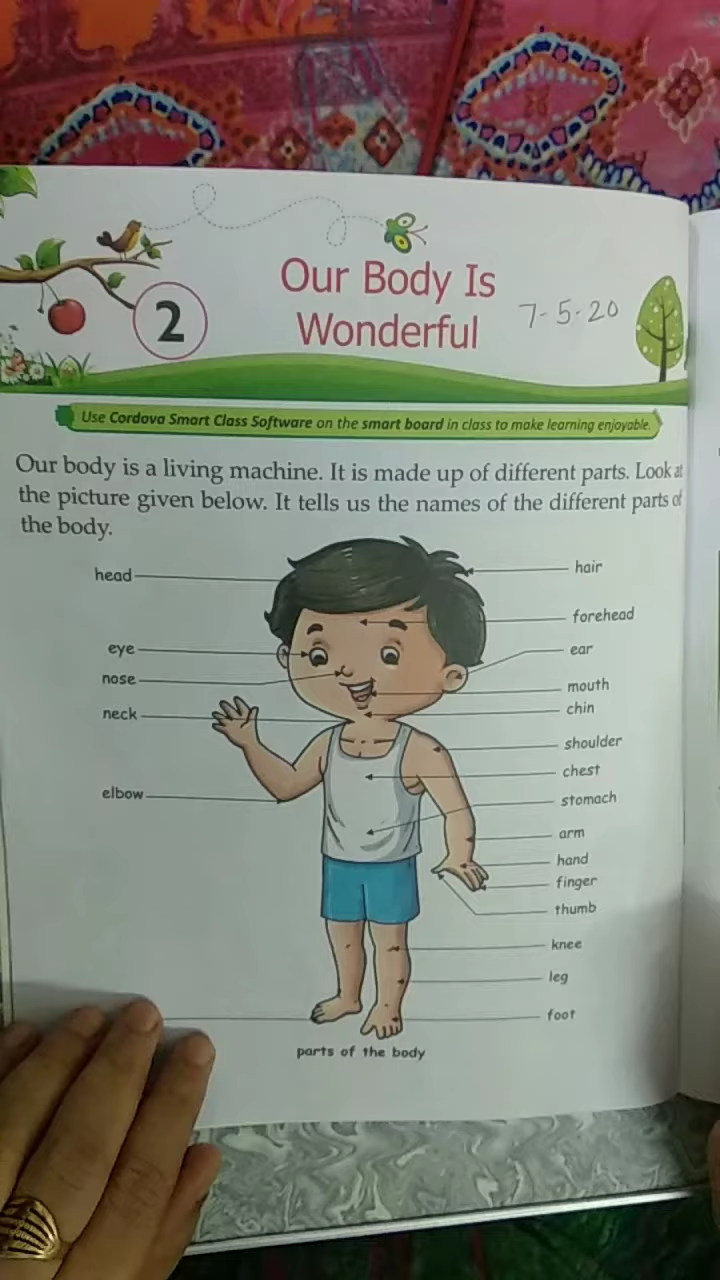 2
Our Body Is
Wonderful
7-5-20
Use Cordova Smart Class Software on the smart board in class to make learning enjoyable.
Our body is a living machine. It is made up of different parts. Look at
the picture given below. It tells us the names of the different parts of
the body.
head
eye
nose
neck
elbow
hair
forehead
ear
mouth
chin
shoulder
chest
stomach
arm
hand
finger
thumb
knee
leg
foot
parts of the body